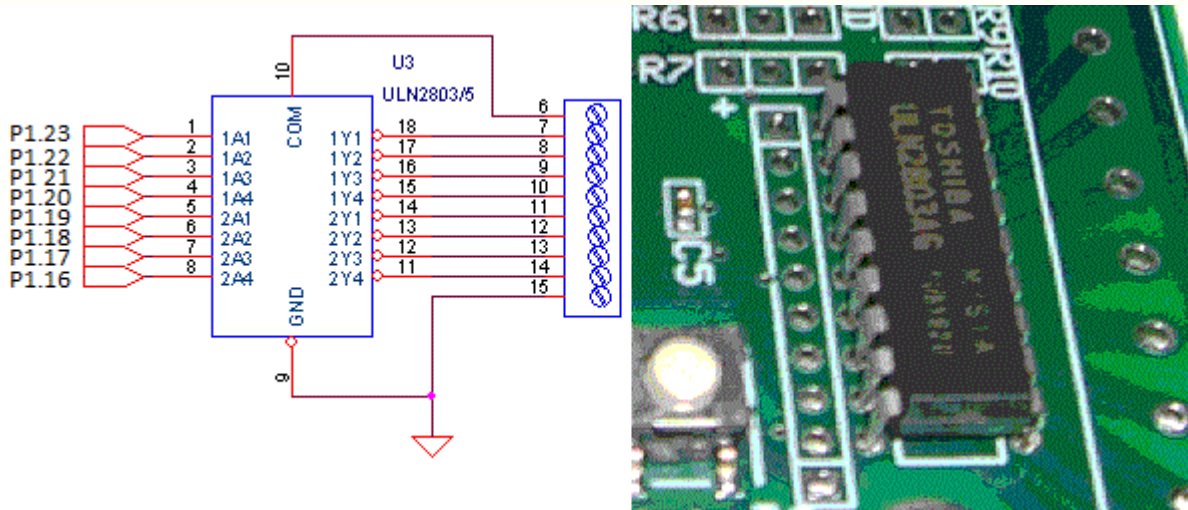 U3
ULN2803/5
10
COM
P1.23 1 1A1 1Y1 18 7
P1.22 2 1A2 1Y2 17 8
P1 21 3 1A3 1Y3 16 9
P1.20 4 1A4 1Y4 15 10
P1.19 5 2A1 2Y1 14 11
P1.18 6 2A2 2Y2 13 12
P1.17 7 2A3 2Y3 12 13
P1.16 8 2A4 2Y4 11 14
6
15
GND
9
R6
R7
R9
R10
+
C5
TOSHIBA
ULN2803AG